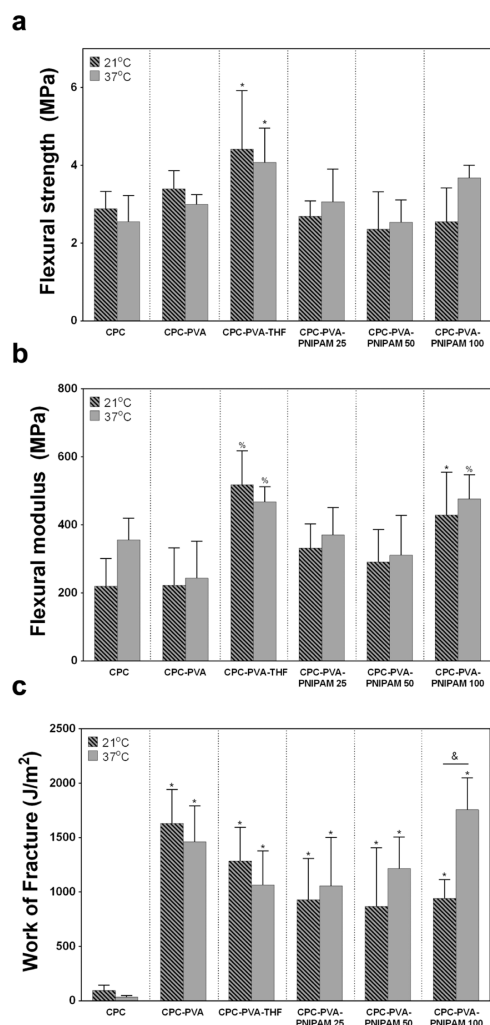 a
Flexural strength (MPa)
21°C
37°C
6
4
2
0
* *
CPC CPC-PVA CPC-PVA-THF CPC-PVA-PNIPAM 25 CPC-PVA-PNIPAM 50 CPC-PVA-PNIPAM 100
b
Flexural modulus (MPa)
21°C
37°C
800
600
400
200
0
% % * %
CPC CPC-PVA CPC-PVA-THF CPC-PVA-PNIPAM 25 CPC-PVA-PNIPAM 50 CPC-PVA-PNIPAM 100
c
Work of Fracture (J/m²)
21°C
37°C
2500
2000
1500
1000
500
0
* * * * * * * * * & *
CPC CPC-PVA CPC-PVA-THF CPC-PVA-PNIPAM 25 CPC-PVA-PNIPAM 50 CPC-PVA-PNIPAM 100